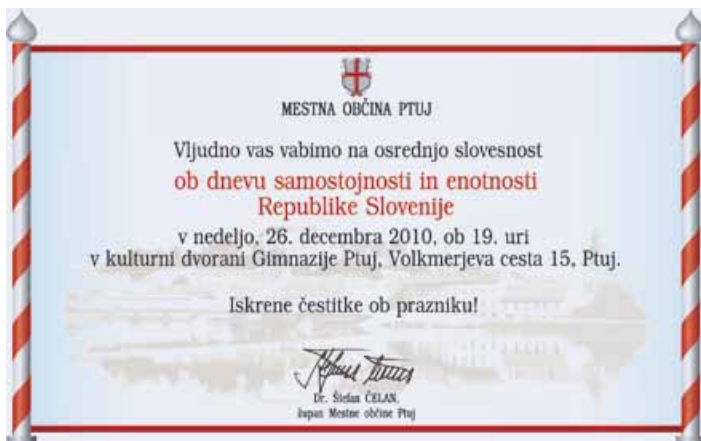 MESTNA OBČINA PTUJ
Vljudno vas vabimo na osrednjo slovesnost
ob dnevu samostojnosti in enotnosti
Republike Slovenije
v nedeljo, 26. decembra 2010, ob 19. uri
v kulturni dvorani Gimnazije Ptuj, Volkmerjeva cesta 15, Ptuj.
Iskrene čestitke ob prazniku!
Dr. Štefan ČELAN,
župan Mestne občine Ptuj